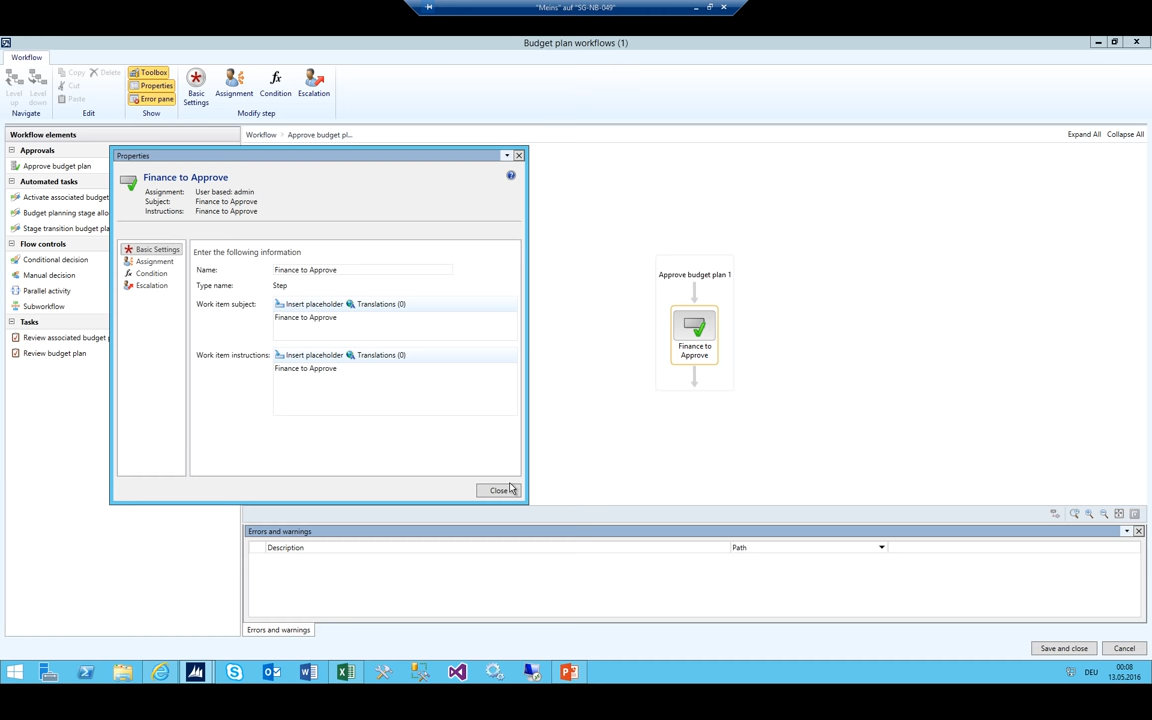 "Meins" auf "SG-NB-049"
Budget plan workflows (1)
Workflow
Level up
Level down
Copy
Delete
Cut
Paste
Toolbox
Properties
Error pane
Basic Settings
Assignment
Condition
Escalation
Navigate
Edit
Show
Modify step
Workflow elements
Workflow > Approve budget pl...
Expand All
Collapse All
Approvals
Approve budget plan
Automated tasks
Activate associated budget
Budget planning stage allo
Stage transition budget pla
Flow controls
Conditional decision
Manual decision
Parallel activity
Subworkflow
Tasks
Review associated budget p
Review budget plan
Properties
Finance to Approve
Assignment: User based: admin
Subject: Finance to Approve
Instructions: Finance to Approve
Basic Settings
Assignment
Condition
Escalation
Enter the following information
Name: Finance to Approve
Type name: Step
Work item subject: Insert placeholder Translations (0)
Finance to Approve
Work item instructions: Insert placeholder Translations (0)
Finance to Approve
Close
Approve budget plan 1
Finance to
Approve
Errors and warnings
Description
Path
Errors and warnings
Save and close
Cancel
DEU
00:08
13.05.2016